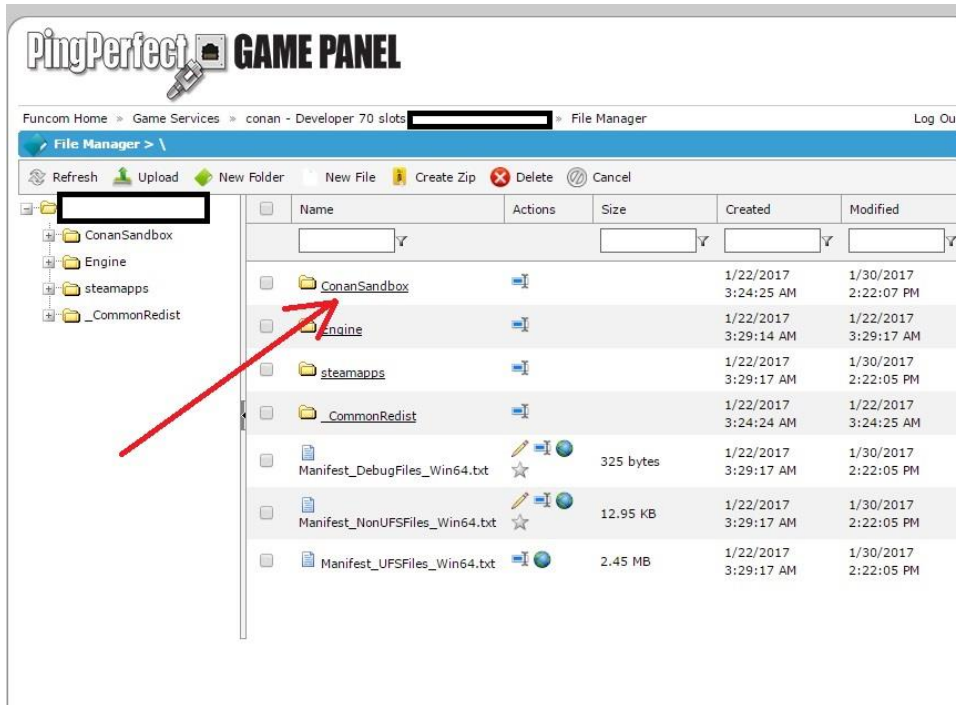 PingPerfect GAME PANEL
Funcom Home » Game Services » conan - Developer 70 slots » File Manager Log Ou
File Manager > \
Refresh Upload New Folder New File Create Zip Delete Cancel
Name Actions Size Created Modified
ConanSandbox
Engine
steamapps
_CommonRedist
ConanSandbox 1/22/2017 3:24:25 AM 1/30/2017 2:22:07 PM
Engine 1/22/2017 3:29:14 AM 1/22/2017 3:29:17 AM
steamapps 1/22/2017 3:29:17 AM 1/30/2017 2:22:05 PM
_CommonRedist 1/22/2017 3:24:24 AM 1/22/2017 3:24:25 AM
Manifest_DebugFiles_Win64.txt 325 bytes 1/22/2017 3:29:17 AM 1/30/2017 2:22:05 PM
Manifest_NonUFSFiles_Win64.txt 12.95 KB 1/22/2017 3:29:17 AM 1/30/2017 2:22:05 PM
Manifest_UFSFiles_Win64.txt 2.45 MB 1/22/2017 3:29:17 AM 1/30/2017 2:22:05 PM